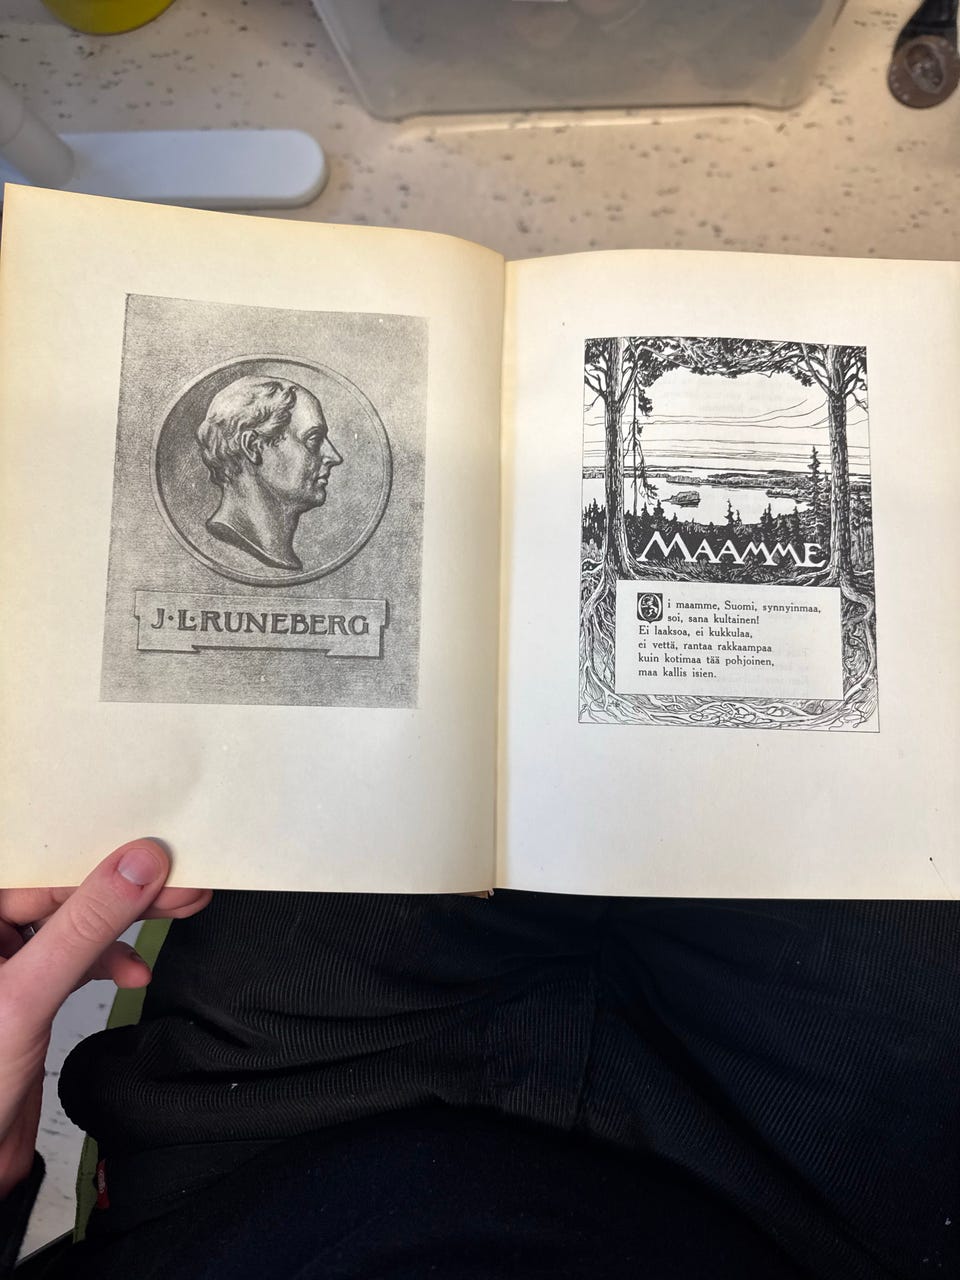 J·L·RUNEBERG
MAAMME
Oi maamme, Suomi, synnyinmaa,
soi, sana kultainen!
Ei laaksoa, ei kukkulaa,
ei vettä, rantaa rakkaampaa
kuin kotimaa tää pohjoinen,
maa kallis isien.